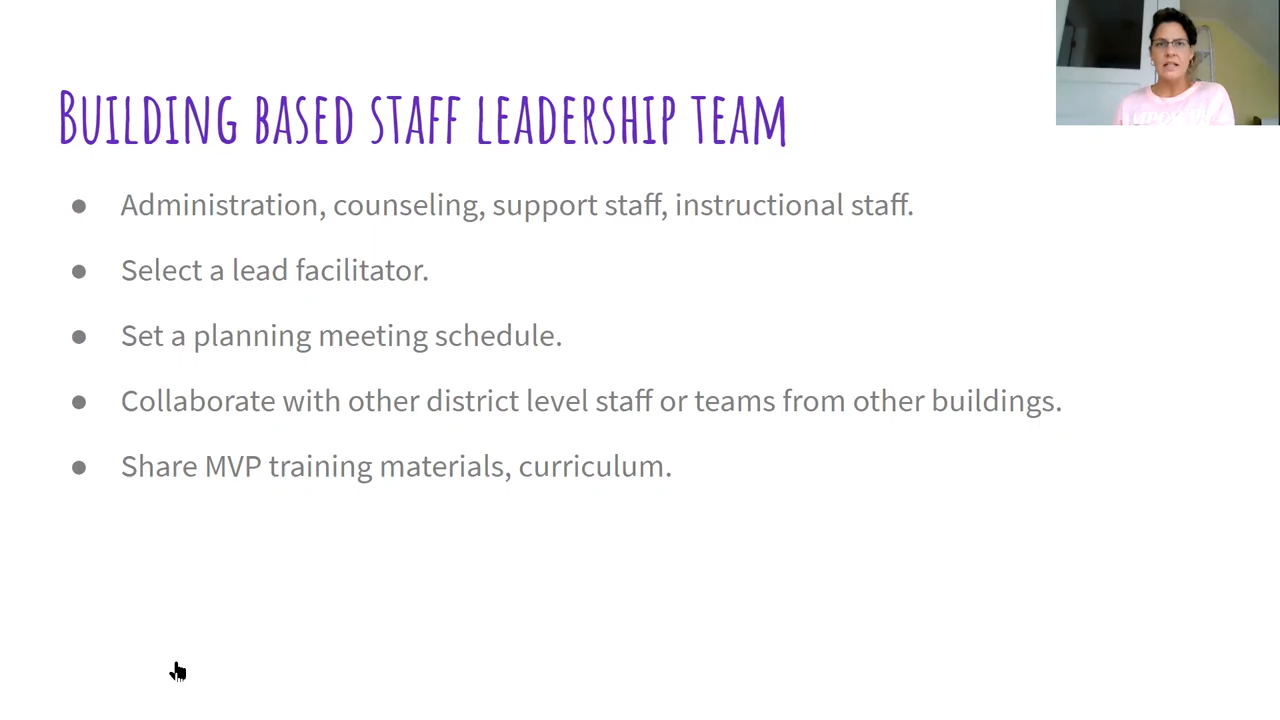 Building based staff leadership team
● Administration, counseling, support staff, instructional staff.
● Select a lead facilitator.
● Set a planning meeting schedule.
● Collaborate with other district level staff or teams from other buildings.
● Share MVP training materials, curriculum.